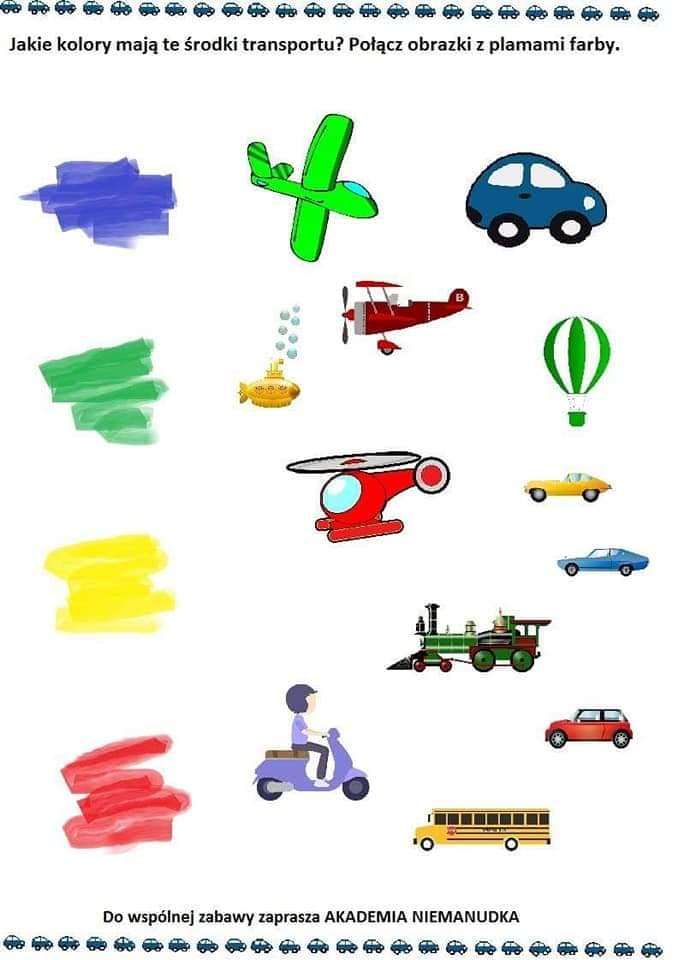 Jakie kolory mają te środki transportu? Połącz obrazki z plamami farby.
B
Do wspólnej zabawy zaprasza AKADEMIA NIEMANUDKA